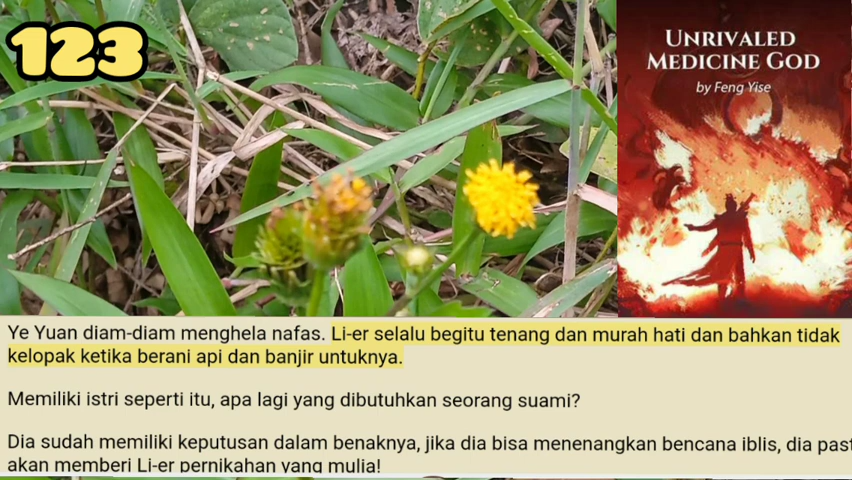 123
UNRIVALED
MEDICINE GOD
by Feng Yise
Ye Yuan diam-diam menghela nafas. Li-er selalu begitu tenang dan murah hati dan bahkan tidak
kelopak ketika berani api dan banjir untuknya.
Memiliki istri seperti itu, apa lagi yang dibutuhkan seorang suami?
Dia sudah memiliki keputusan dalam benaknya, jika dia bisa menenangkan bencana iblis, dia past
akan memberi Li-er pernikahan yang mulia!